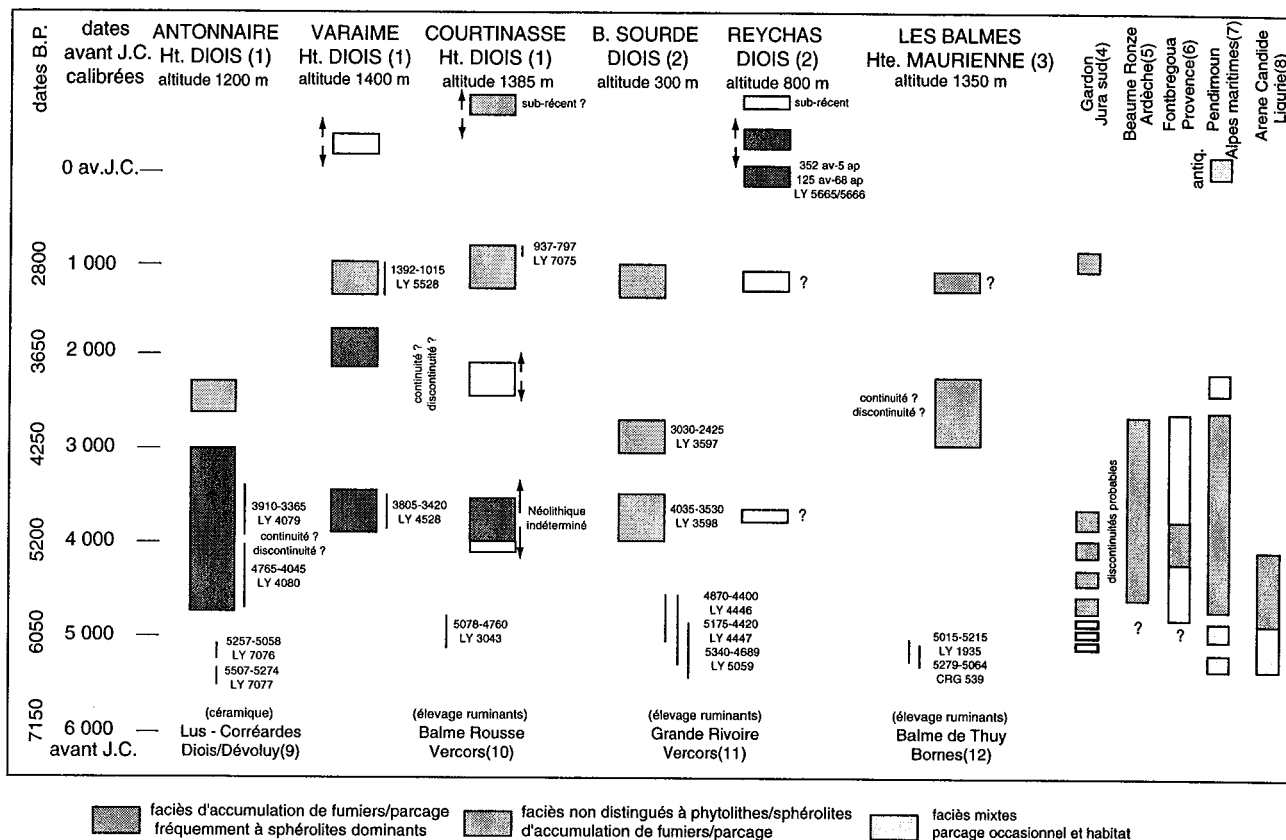 dates B.P.
dates
avant J.C.
calibrées
ANTONNAIRE
Ht. DIOIS (1)
altitude 1200 m
VARAIME
Ht. DIOIS (1)
altitude 1400 m
COURTINASSE
Ht. DIOIS (1)
altitude 1385 m
B. SOURDE
DIOIS (2)
altitude 300 m
REYCHAS
DIOIS (2)
altitude 800 m
LES BALMES
Hte. MAURIENNE (3)
altitude 1350 m
Gardon
Jura sud(4)
Beaume Ronze
Ardèche(5)
Fontbregoua
Provence(6)
Pendimoun
Alpes maritimes(7)
Arene Candide
Ligurie(8)
sub-récent ?
sub-récent
0 av.J.C.
352 av-5 ap
125 av-68 ap
LY 5665/5666
antiq.
2800
1 000
1392-1015
LY 5528
937-797
LY 7075
?
?
3650
2 000
continuité ?
discontinuité ?
continuité ?
discontinuité ?
4250
3 000
3030-2425
LY 3597
3910-3365
LY 4079
continuité ?
discontinuité ?
4765-4045
LY 4080
3805-3420
LY 4528
Néolithique
indéterminé
4035-3530
LY 3598
?
discontinuités probables
5200
4 000
6050
5 000
5257-5058
LY 7076
5507-5274
LY 7077
5078-4760
LY 3043
4870-4400
LY 4446
5175-4420
LY 4447
5340-4689
LY 5059
5015-5215
LY 1935
5279-5064
CRG 539
?
?
7150
6 000
avant J.C.
(céramique)
Lus - Corréardes
Diois/Dévoluy(9)
(élevage ruminants)
Balme Rousse
Vercors(10)
(élevage ruminants)
Grande Rivoire
Vercors(11)
(élevage ruminants)
Balme de Thuy
Bornes(12)
faciès d'accumulation de fumiers/parcage
fréquemment à sphérolites dominants
faciès non distingués à phytolithes/sphérolites
d'accumulation de fumiers/parcage
faciès mixtes
parcage occasionnel et habitat